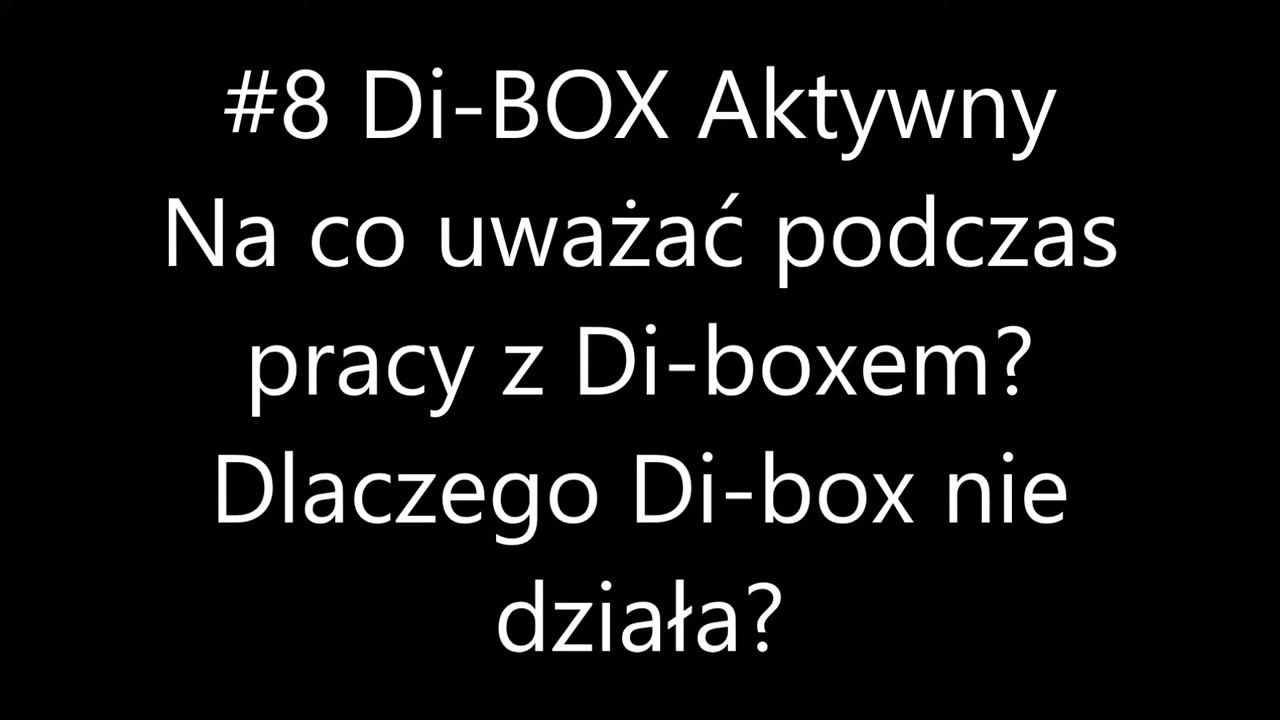 #8 Di-BOX Aktywny
Na co uważać podczas
pracy z Di-boxem?
Dlaczego Di-box nie
działa?